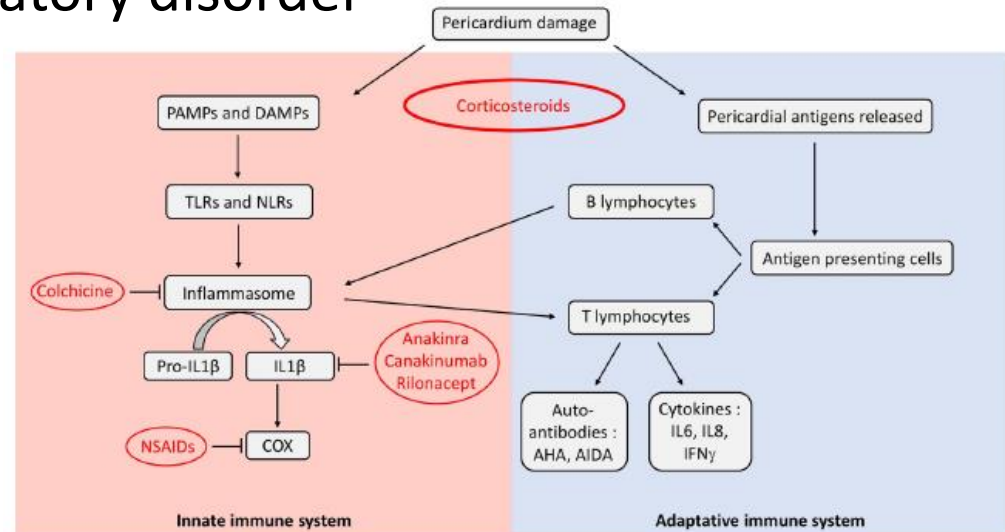 atory disorder
Pericardium damage
Corticosteroids
PAMPs and DAMPs
Pericardial antigens released
TLRs and NLRs
B lymphocytes
Antigen presenting cells
Colchicine
Inflammasome
T lymphocytes
Anakinra
Canakinumab
Rilonacept
Pro-IL1β
IL1β
Auto-
antibodies :
AHA, AIDA
Cytokines :
IL6, IL8,
IFNγ
NSAIDs
COX
Innate immune system
Adaptative immune system